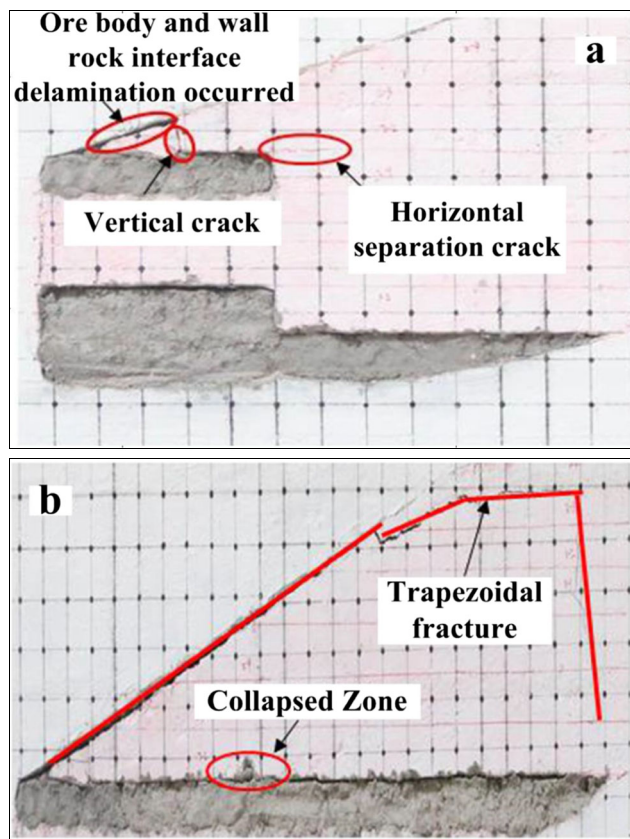 Ore body and wall
rock interface
delamination occurred
a
Vertical crack
Horizontal
separation crack
b
Trapezoidal
fracture
Collapsed Zone